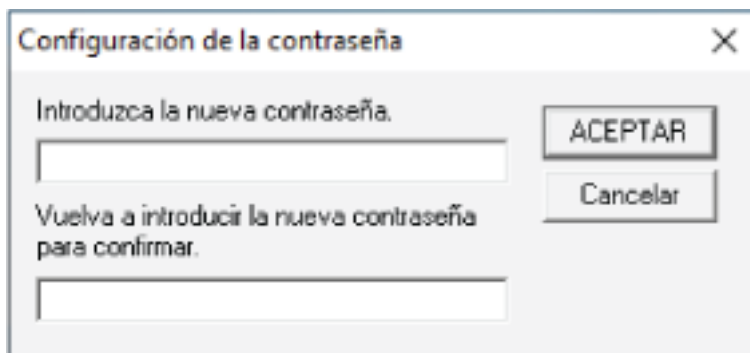 Configuración de la contraseña
Introduzca la nueva contraseña.
ACEPTAR
Cancelar
Vuelva a introducir la nueva contraseña
para confirmar.